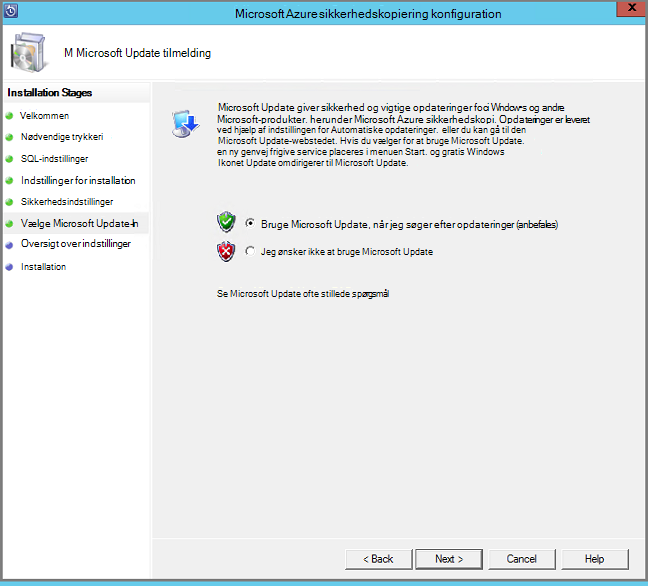 Microsoft Azure sikkerhedskopiering konfiguration
M Microsoft Update tilmelding
Installation Stages
Velkommen
Nødvendige trykkeri
SQL-indstillinger
Indstillinger for installation
Sikkerhedsindstillinger
Vælge Microsoft Update-In
Oversigt over indstillinger
Installation
Microsoft Update giver sikkerhed og vigtige opdateringer foci Windows og andre
Microsoft-produkter. herunder Microsoft Azure sikkerhedskopi. Opdateringer er leveret
ved hjælp af indstillingen for Automatiske opdateringer. eller du kan gå til den
Microsoft Update-webstedet. Hvis du vælger for at bruge Microsoft Update.
en ny genvej frigive service placeres i menuen Start. og gratis Windows
Ikonet Update omdirigerer til Microsoft Update.
Bruge Microsoft Update, når jeg søger efter opdateringer (anbefales)
Jeg ønsker ikke at bruge Microsoft Update
Se Microsoft Update ofte stillede spørgsmål
< Back
Next >
Cancel
Help